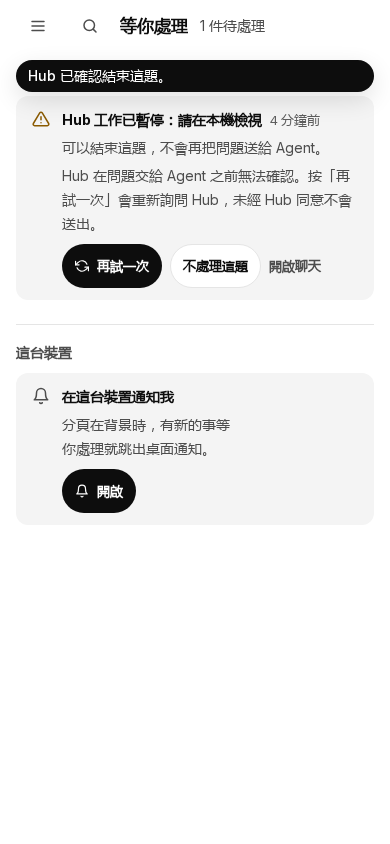 等你處理 1 件待處理
Hub 已確認結束這題。
Hub 工作已暫停：請在本機檢視 4 分鐘前
可以結束這題，不會再把問題送給 Agent。
Hub 在問題交給 Agent 之前無法確認。按「再
試一次」會重新詢問 Hub，未經 Hub 同意不會
送出。
再試一次 不處理這題 開啟聊天
這台裝置
在這台裝置通知我
分頁在背景時，有新的事等
你處理就跳出桌面通知。
開啟